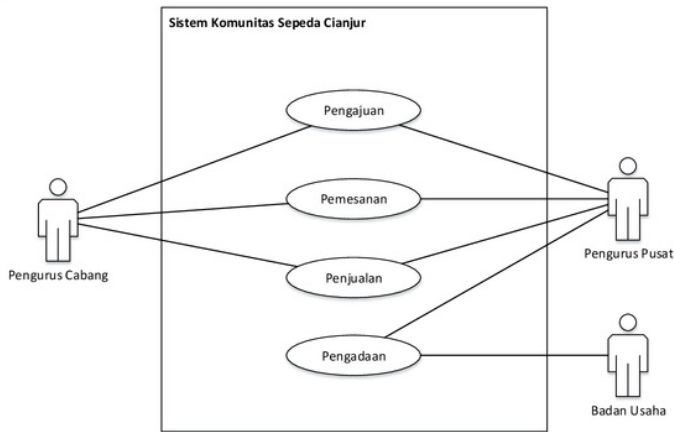 Sistem Komunitas Sepeda Cianjur
Pengajuan
Pemesanan
Pengurus Cabang
Pengurus Pusat
Penjualan
Pengadaan
Badan Usaha